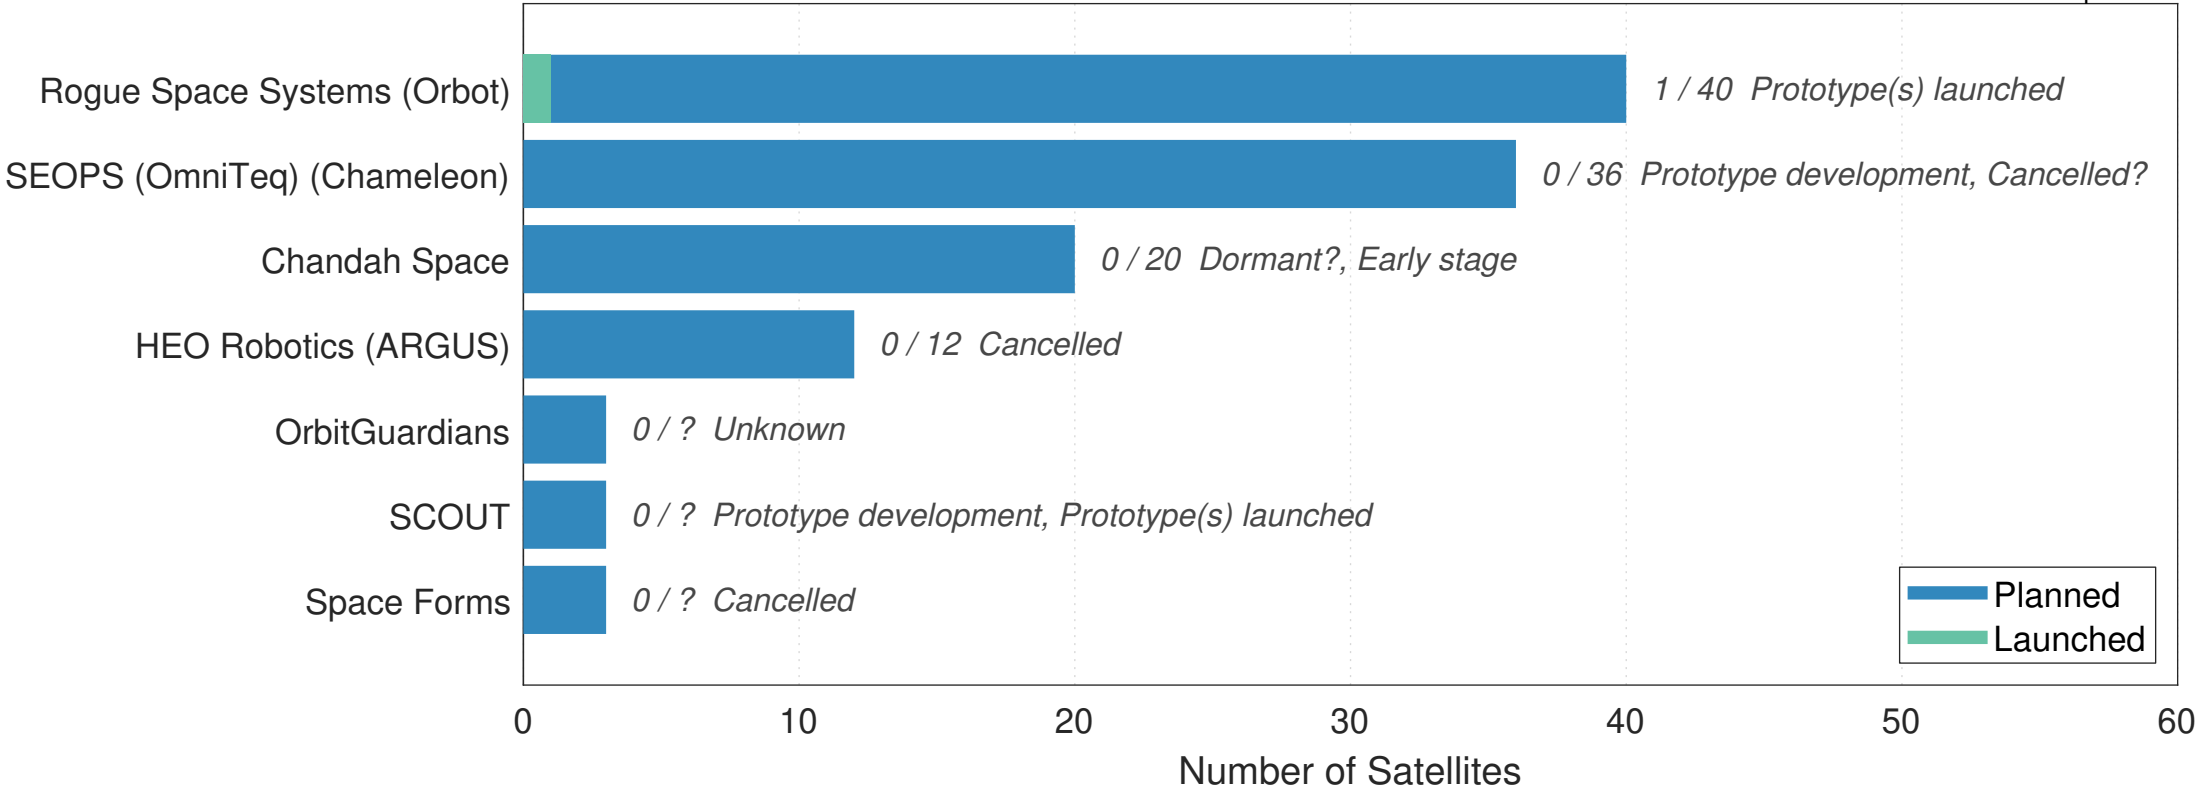 Rogue Space Systems (Orbot)
1 / 40 Prototype(s) launched
SEOPS (OmniTeq) (Chameleon)
0 / 36 Prototype development, Cancelled?
Chandah Space
0 / 20 Dormant?, Early stage
HEO Robotics (ARGUS)
0 / 12 Cancelled
OrbitGuardians
0 / ? Unknown
SCOUT
0 / ? Prototype development, Prototype(s) launched
Space Forms
0 / ? Cancelled
Planned
Launched
0 10 20 30 40 50 60
Number of Satellites